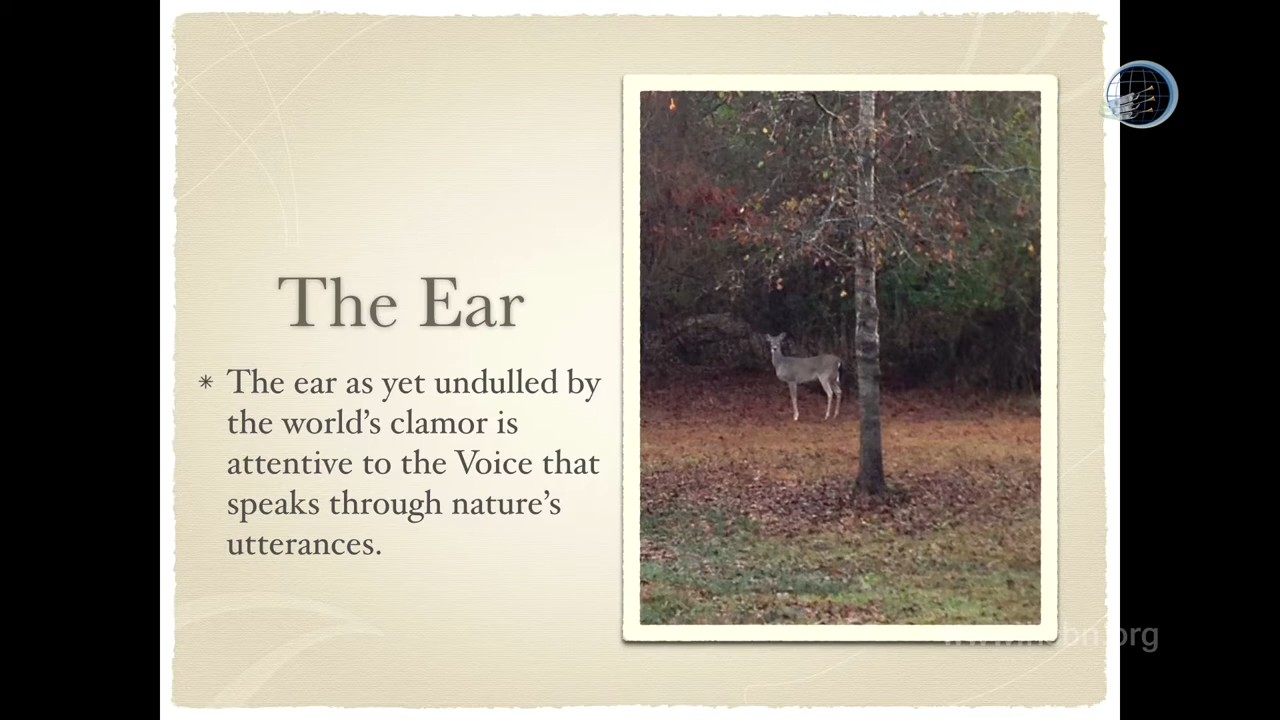 The Ear
* The ear as yet undulled by
the world's clamor is
attentive to the Voice that
speaks through nature's
utterances.